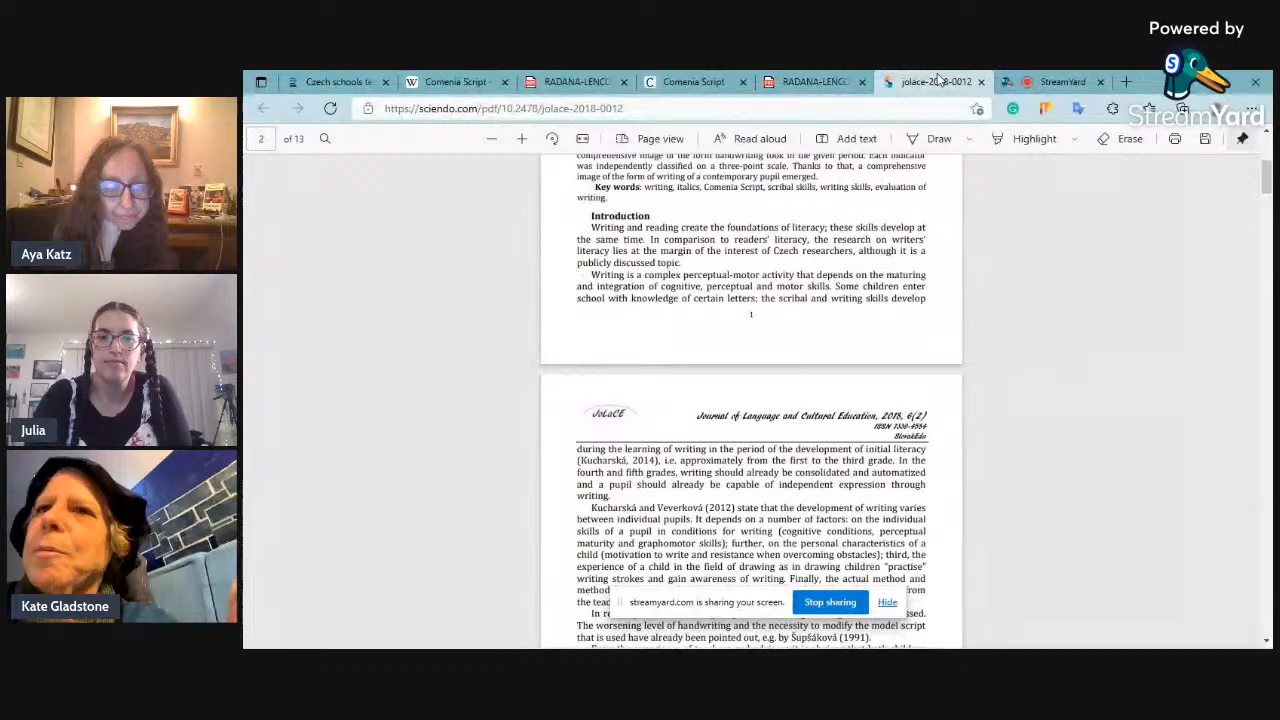 Powered by
StreamYard
Czech schools te
Comenia Script -
RADANA-LENCO
Comenia Script
RADANA-LENCO
jolace-2018-0012
StreamYard
https://sciendo.com/pdf/10.2478/jolace-2018-0012
2 of 13
Page view
Read aloud
Add text
Draw
Highlight
Erase
comprehensive image of the form handwriting took in the given period. Each indicator
was independently classified on a three-point scale. Thanks to that, a comprehensive
image of the form of writing of a contemporary pupil emerged.
Key words: writing, italics, Comenia Script, scribal skills, writing skills, evaluation of
writing.
Introduction
Writing and reading create the foundations of literacy; these skills develop at
the same time. In comparison to readers' literacy, the research on writers'
literacy lies at the margin of the interest of Czech researchers, although it is a
publicly discussed topic.
Writing is a complex perceptual-motor activity that depends on the maturing
and integration of cognitive, perceptual and motor skills. Some children enter
school with knowledge of certain letters; the scribal and writing skills develop
1
JoLaCE
Journal of Language and Cultural Education, 2018, 6(2)
ISSN 1339-4584
SlovakEdu
during the learning of writing in the period of the development of initial literacy
(Kucharská, 2014), i.e. approximately from the first to the third grade. In the
fourth and fifth grades, writing should already be consolidated and automatized
and a pupil should already be capable of independent expression through
writing.
Kucharská and Veverková (2012) state that the development of writing varies
between individual pupils. It depends on a number of factors: on the individual
skills of a pupil in conditions for writing (cognitive conditions, perceptual
maturity and graphomotor skills); further, on the personal characteristics of a
child (motivation to write and resistance when overcoming obstacles); third, the
experience of a child in the field of drawing as in drawing children "practise"
writing strokes and gain awareness of writing. Finally, the actual method and
method
from
the tea
streamyard.com is sharing your screen.
Stop sharing
Hide
In re
ssed.
The worsening level of handwriting and the necessity to modify the model script
that is used have already been pointed out, e.g. by Šupšáková (1991).
Aya Katz
Julia
Kate Gladstone